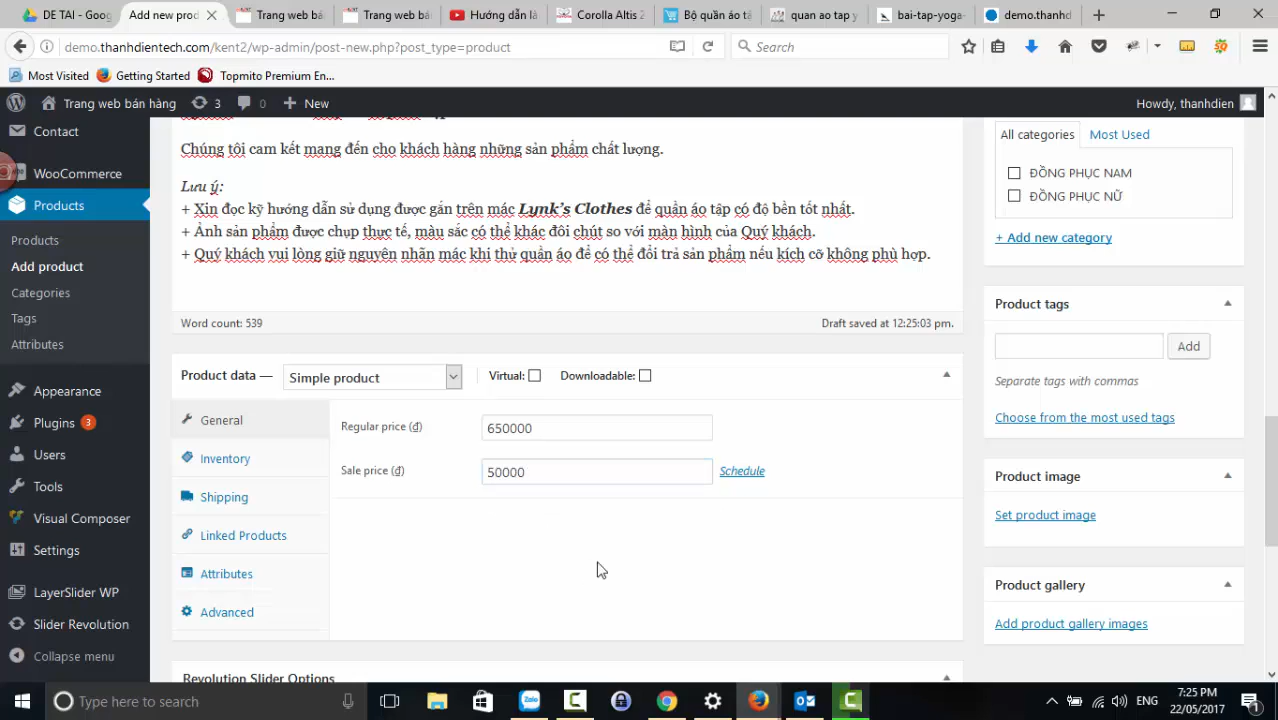 DE TAI - Goog
Add new prod
Trang web bá
Trang web bá
Hướng dẫn là
Corolla Altis 2
Bộ quần áo tậ
quan ao tap y
bai-tap-yoga-
demo.thanhd
demo.thanhdientech.com/kent2/wp-admin/post-new.php?post_type=product
Search
Most Visited
Getting Started
Topmito Premium En...
Trang web bán hàng
3
0
New
Howdy, thanhdien
Contact
WooCommerce
Products
Products
Add product
Categories
Tags
Attributes
Appearance
Plugins 3
Users
Tools
Visual Composer
Settings
LayerSlider WP
Slider Revolution
Collapse menu
Chúng tôi cam kết mang đến cho khách hàng những sản phẩm chất lượng.
Lưu ý:
+ Xin đọc kỹ hướng dẫn sử dụng được gắn trên mác Lynk's Clothes để quần áo tập có độ bền tốt nhất.
+ Ảnh sản phẩm được chụp thực tế, màu sắc có thể khác đôi chút so với màn hình của Quý khách.
+ Quý khách vui lòng giữ nguyên nhãn mác khi thử quần áo để có thể đổi trả sản phẩm nếu kích cỡ không phù hợp.
Word count: 539
Draft saved at 12:25:03 pm.
Product data —
Simple product
Virtual:
Downloadable:
General
Inventory
Shipping
Linked Products
Attributes
Advanced
Regular price (₫)
650000
Sale price (₫)
50000
Schedule
Revolution Slider Options
All categories
Most Used
ĐỒNG PHỤC NAM
ĐỒNG PHỤC NỮ
+ Add new category
Product tags
Add
Separate tags with commas
Choose from the most used tags
Product image
Set product image
Product gallery
Add product gallery images
Type here to search
Zalo
ENG
7:25 PM
22/05/2017
1